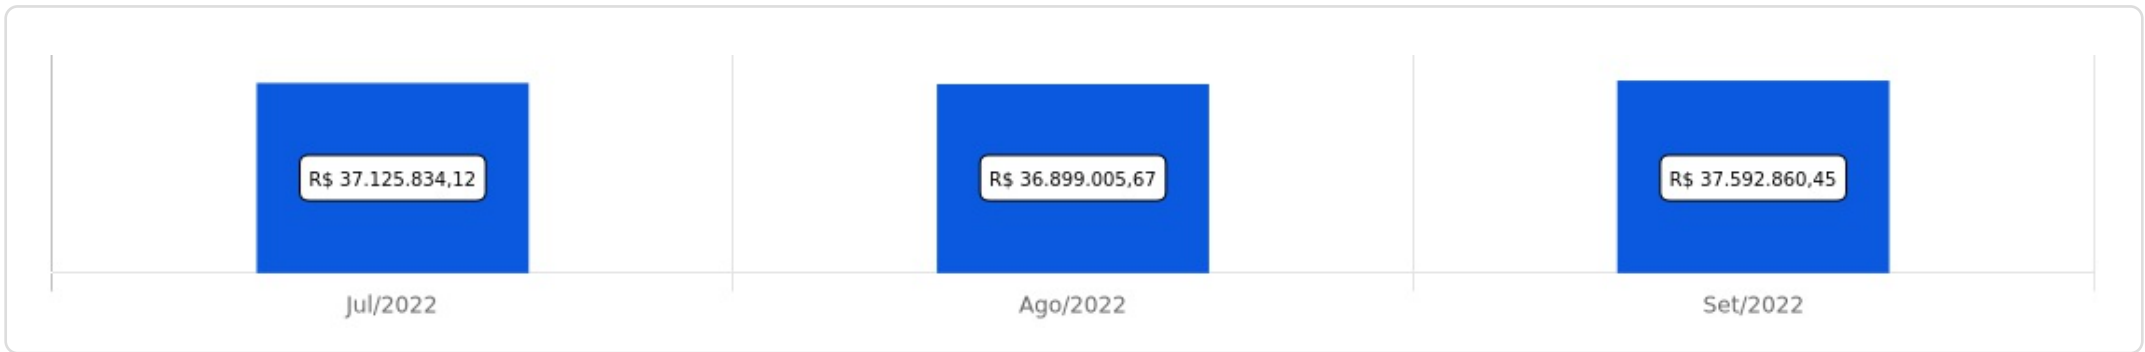 R$ 37.125.834,12
R$ 36.899.005,67
R$ 37.592.860,45
Jul/2022
Ago/2022
Set/2022